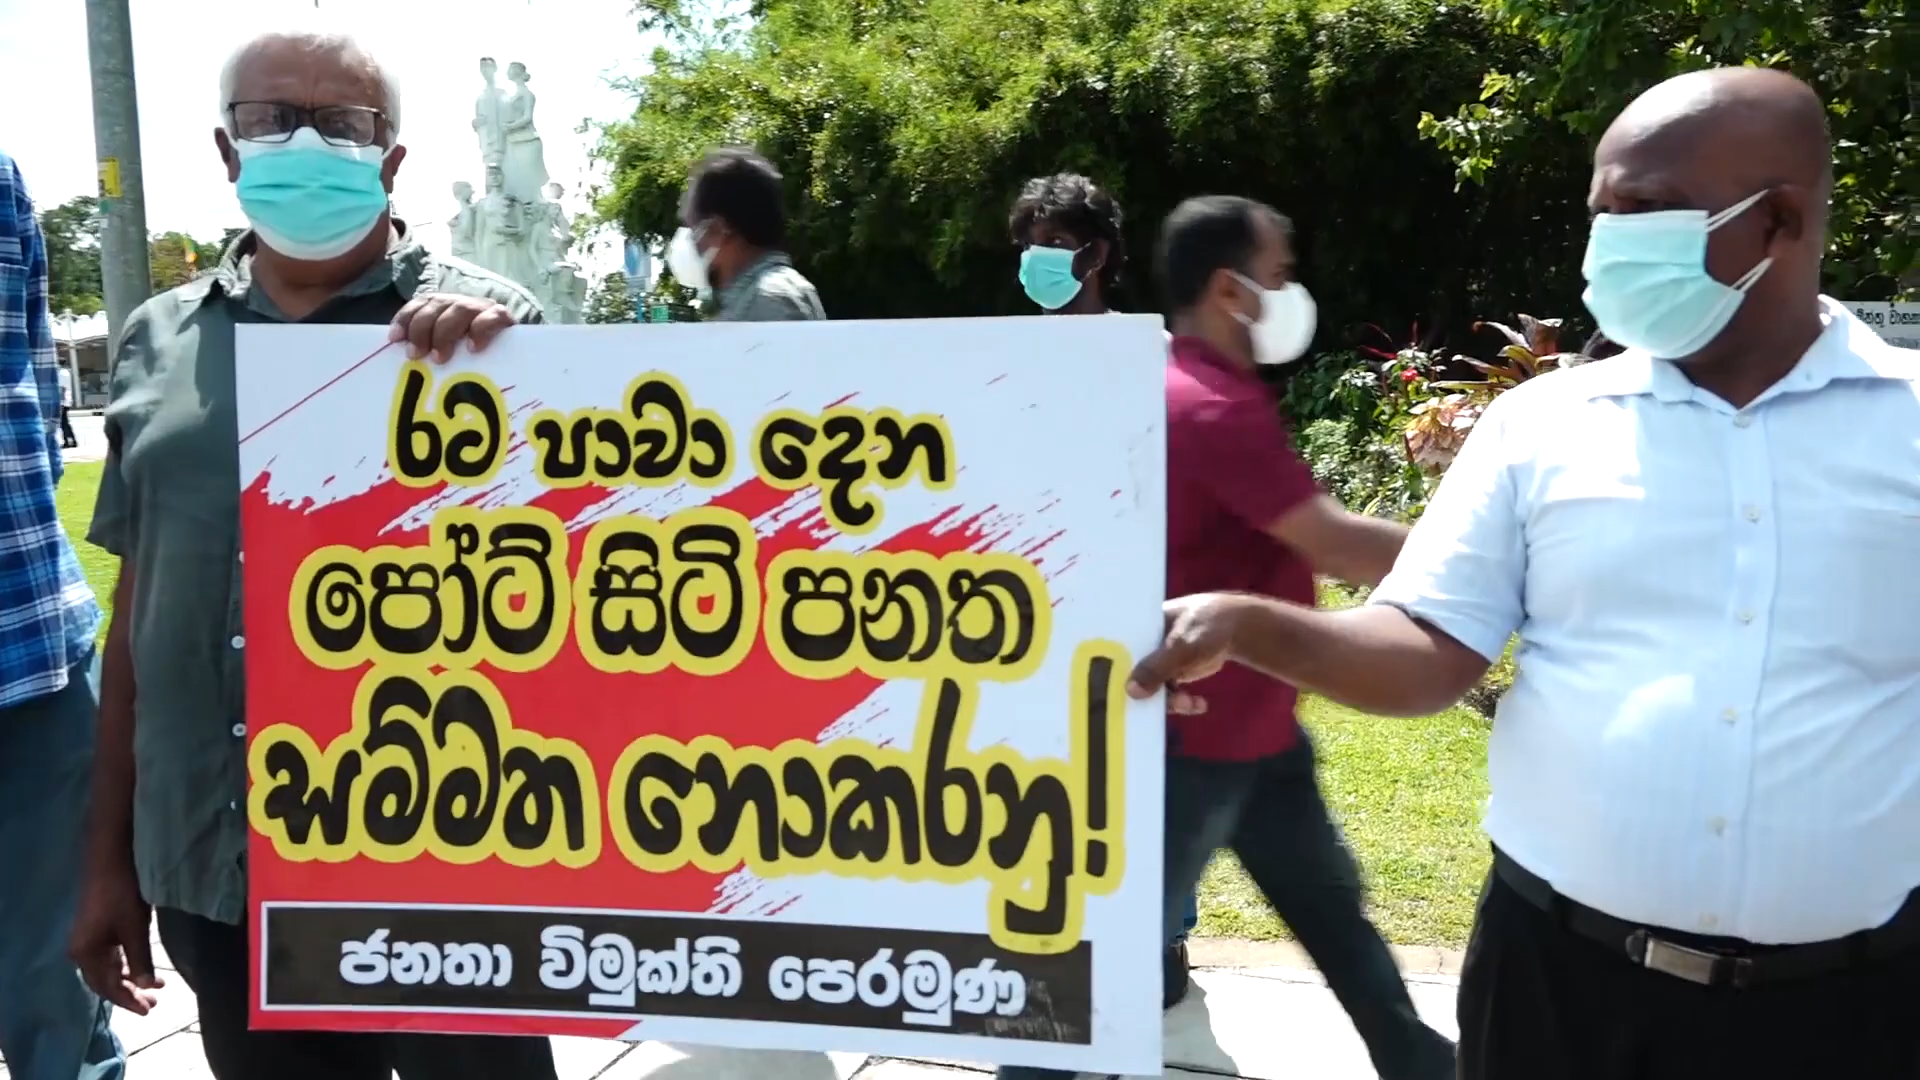 රට පාවා දෙන
පෝට් සිටි පනත
සම්මත නොකරනු!
ජනතා විමුක්ති පෙරමුණ